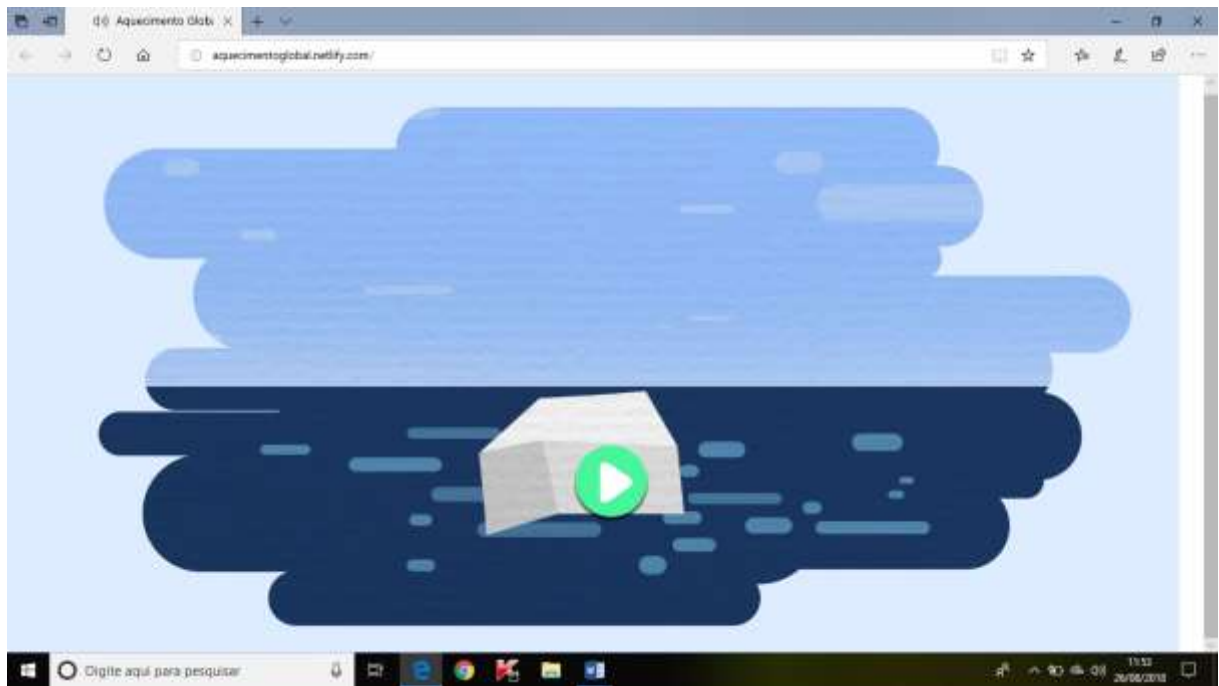 Aquecimento Glob
aquecimentoglobal.netlify.com/
Digite aqui para pesquisar
11:53
26/08/2018